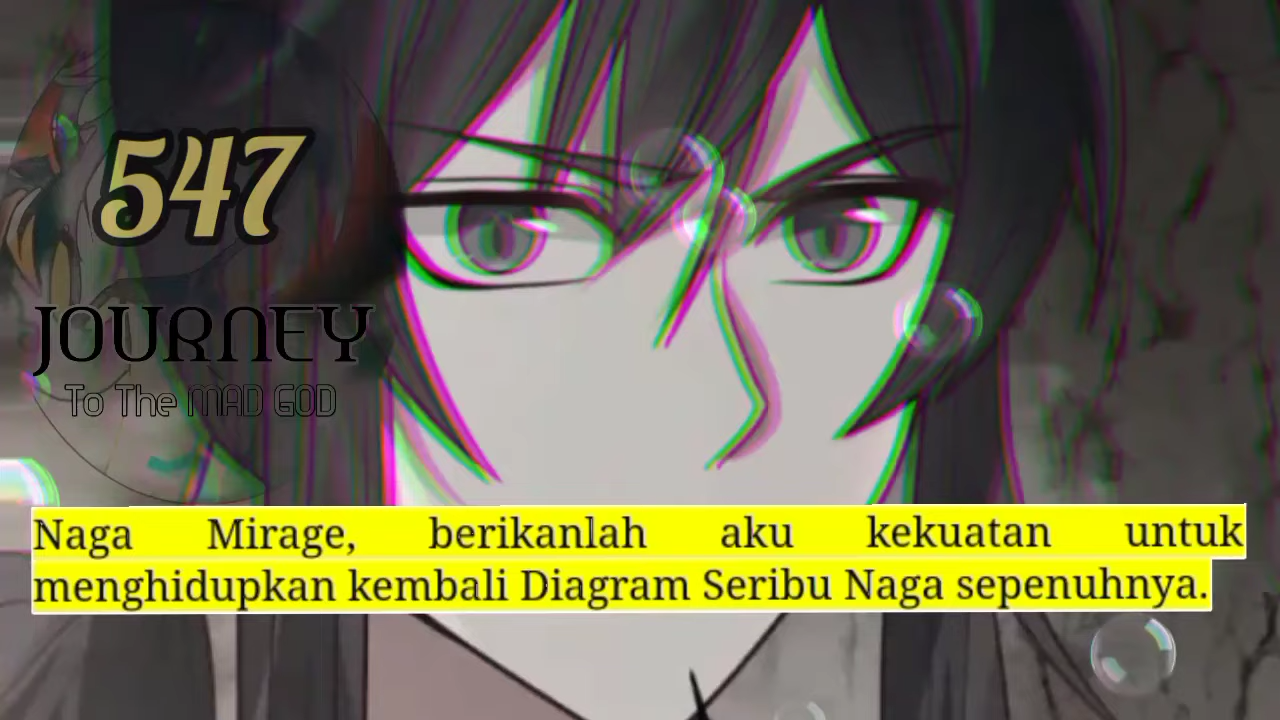 547
JOURNEY
To The MAD GOD
Naga Mirage, berikanlah aku kekuatan untuk
menghidupkan kembali Diagram Seribu Naga sepenuhnya.